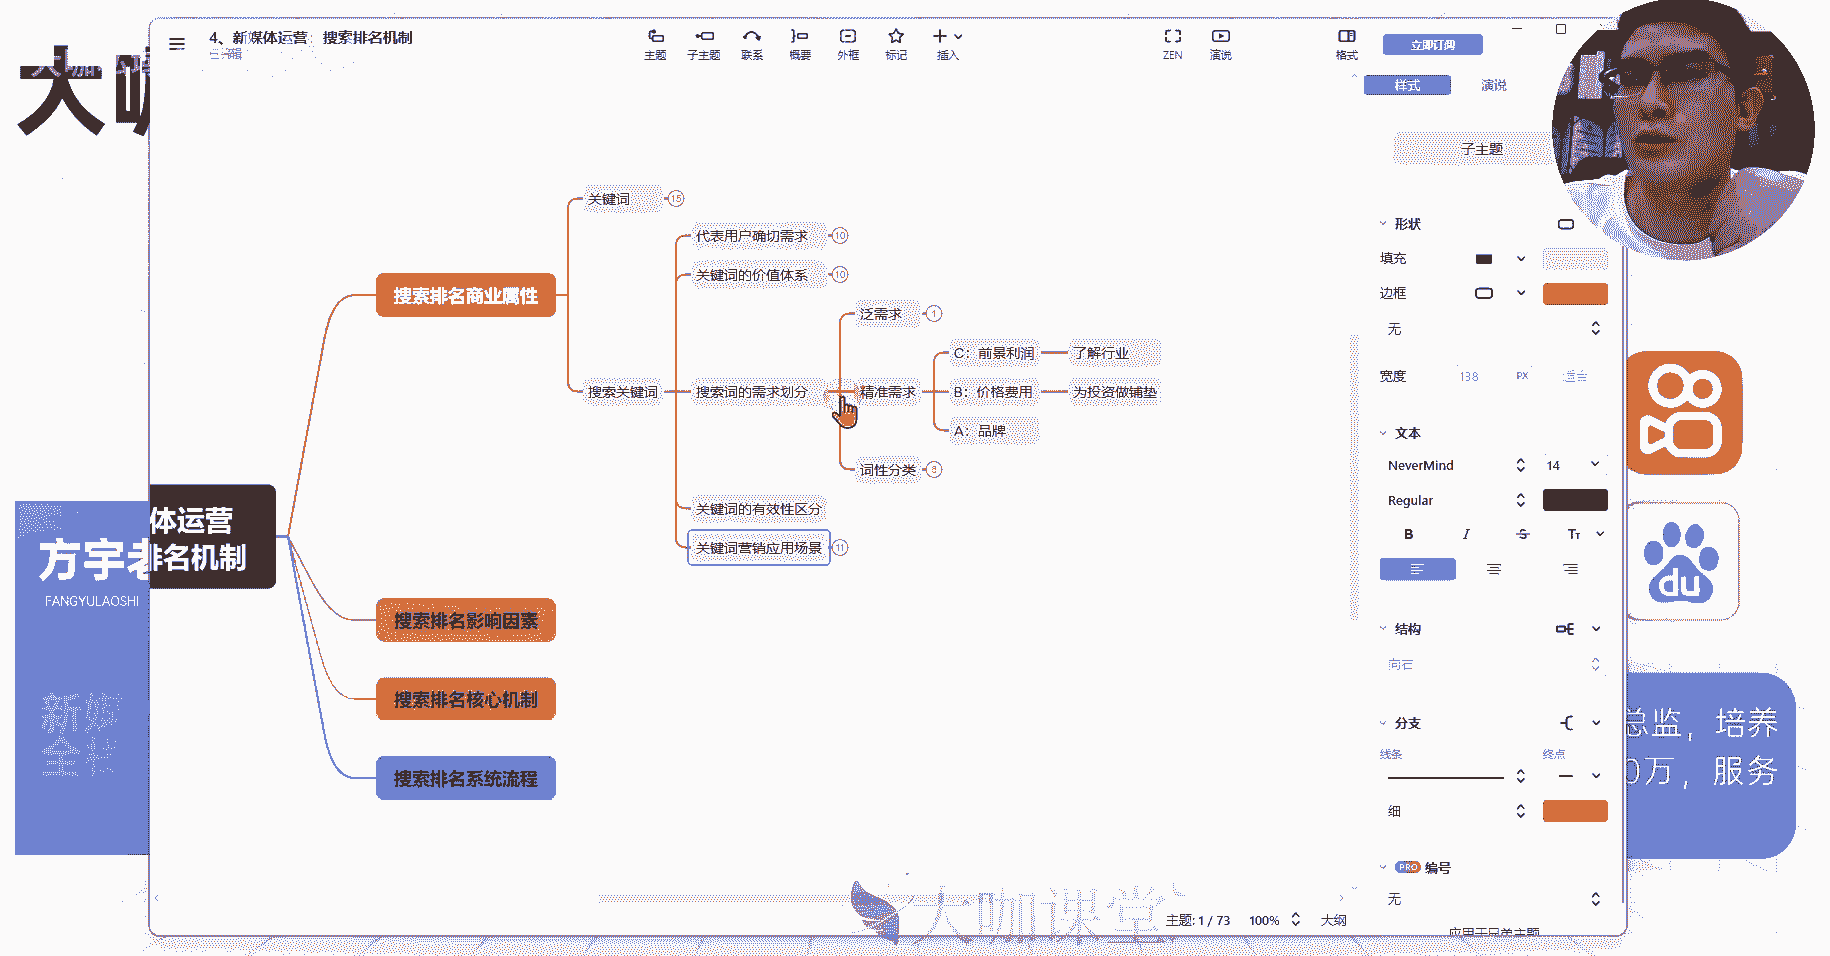 4、新媒体运营：搜索排名机制
已编辑
主题
子主题
联系
概要
外框
标记
插入
ZEN
演说
格式
立即订阅
样式
演说
子主题
形状
填充
边框
无
宽度
138
PX
文本
NeverMind
14
Regular
B
I
S
TT
结构
向右
分支
线条
终点
细
PRO
编号
无
应用于兄弟主题
体运营
排名机制
搜索排名商业属性
关键词
15
搜索关键词
代表用户确切需求
10
关键词的价值体系
10
搜索词的需求划分
泛需求
1
精准需求
C：前景利润
了解行业
B：价格费用
为投资做铺垫
A：品牌
词性分类
8
关键词的有效性区分
关键词营销应用场景
11
搜索排名影响因素
搜索排名核心机制
搜索排名系统流程
主题: 1 / 73
100%
大纲
大咖课堂
大咖
方宇老
FANGYULAOSHI
新媒
全栈
du
总监，培养
0万，服务